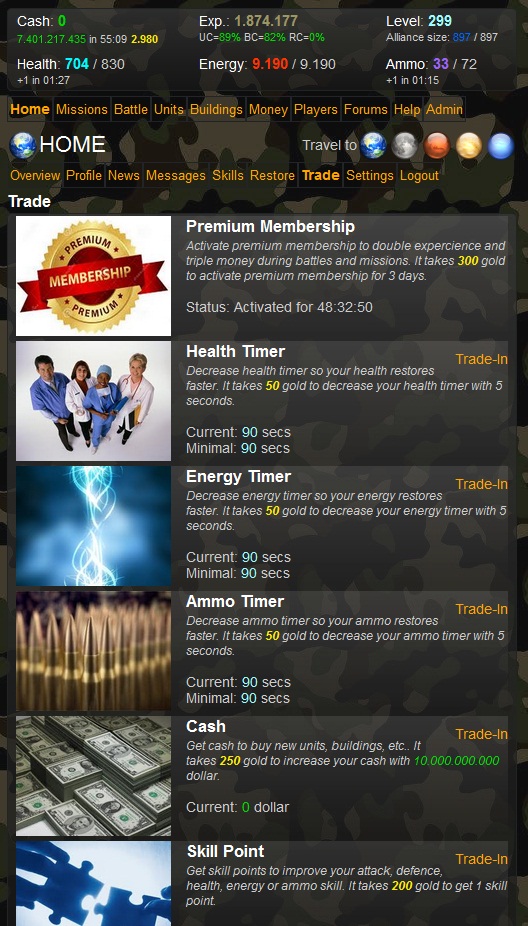 Cash: 0 Exp.: 1.874.177 Level: 299
7.401.217.435 in 55:09 2.980 UC=89% BC=82% RC=0% Alliance size: 897 / 897
Health: 704 / 830 Energy: 9.190 / 9.190 Ammo: 33 / 72
+1 in 01:27 +1 in 01:15
Home Missions Battle Units Buildings Money Players Forums Help Admin
HOME Travel to
Overview Profile News Messages Skills Restore Trade Settings Logout
Trade
PREMIUM
MEMBERSHIP
PREMIUM
Premium Membership
Activate premium membership to double expercience and
triple money during battles and missions. It takes 300 gold
to activate premium membership for 3 days.
Status: Activated for 48:32:50
Health Timer
Trade-In
Decrease health timer so your health restores
faster. It takes 50 gold to decrease your health timer with 5
seconds.
Current: 90 secs
Minimal: 90 secs
Energy Timer
Trade-In
Decrease energy timer so your energy restores
faster. It takes 50 gold to decrease your energy timer with 5
seconds.
Current: 90 secs
Minimal: 90 secs
Ammo Timer
Trade-In
Decrease ammo timer so your ammo restores
faster. It takes 50 gold to decrease your ammo timer with 5
seconds.
Current: 90 secs
Minimal: 90 secs
Cash
Trade-In
Get cash to buy new units, buildings, etc.. It
takes 250 gold to increase your cash with 10.000.000.000
dollar.
Current: 0 dollar
Skill Point
Trade-In
Get skill points to improve your attack, defence,
health, energy or ammo skill. It takes 200 gold to get 1 skill
point.